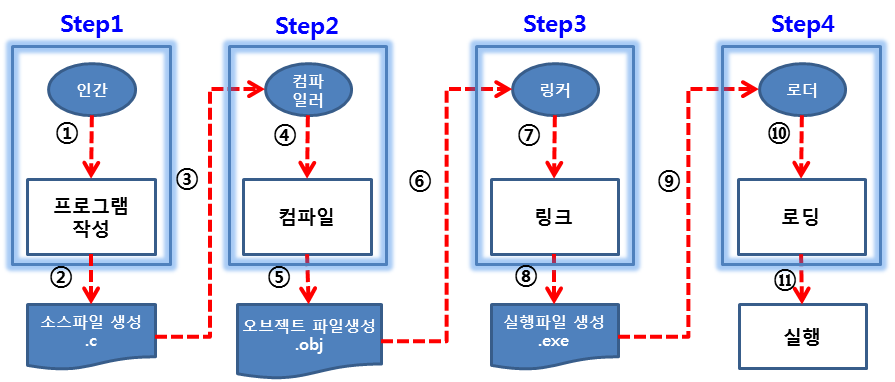 Step1
인간
①
프로그램
작성
②
소스파일 생성
.c
③
Step2
컴파
일러
④
컴파일
⑤
오브젝트 파일생성
.obj
⑥
Step3
링커
⑦
링크
⑧
실행파일 생성
.exe
⑨
Step4
로더
⑩
로딩
⑪
실행